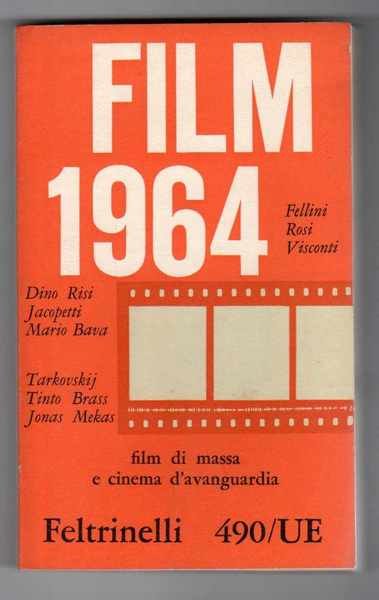 FILM
1964
Fellini
Rosi
Visconti
Dino Risi
Jacopetti
Mario Bava
Tarkovskij
Tinto Brass
Jonas Mekas
film di massa
e cinema d'avanguardia
Feltrinelli 490/UE